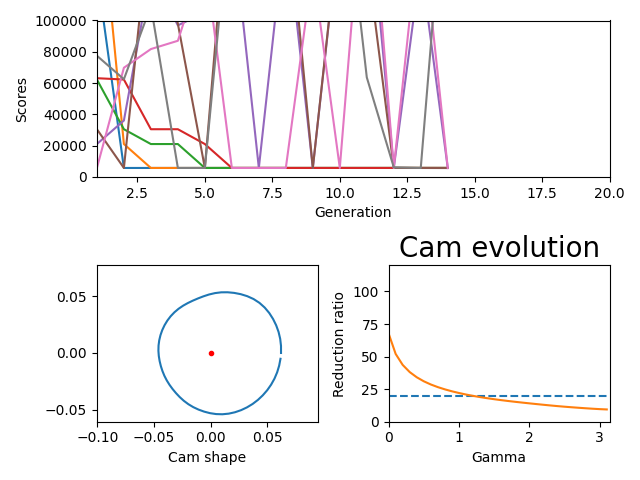 100000
80000
60000
40000
20000
0
Scores
2.5 5.0 7.5 10.0 12.5 15.0 17.5 20.0
Generation
0.05
0.00
−0.05
−0.10 −0.05 0.00 0.05
Cam shape
Cam evolution
Reduction ratio
100
75
50
25
0
0 1 2 3
Gamma